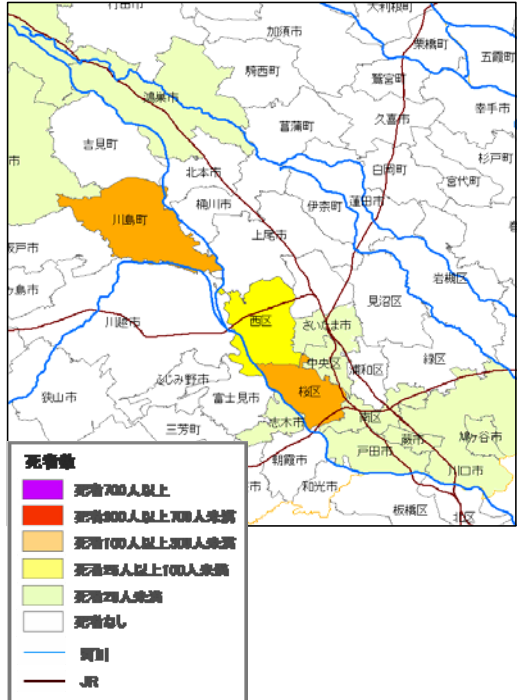 行田市
加須市
大利根町
栗橋町
五霞町
騎西町
鷲宮町
鴻巣市
菖蒲町
久喜市
幸手市
吉見町
杉戸町
市
白岡町
宮代町
北本市
桶川市
伊奈町
蓮田市
川島町
上尾市
坂戸市
岩槻区
ヶ島市
見沼区
川越市
西区
さいたま市
中央区
浦和区
緑区
ふじみ野市
桜区
狭山市
富士見市
志木市
南区
三芳町
蕨市
鳩ヶ谷市
戸田市
川口市
朝霞市
市
和光市
板橋区
北区
死者数
死者700人以上
死者300人以上700人未満
死者100人以上300人未満
死者25人以上100人未満
死者25人未満
死者なし
河川
JR